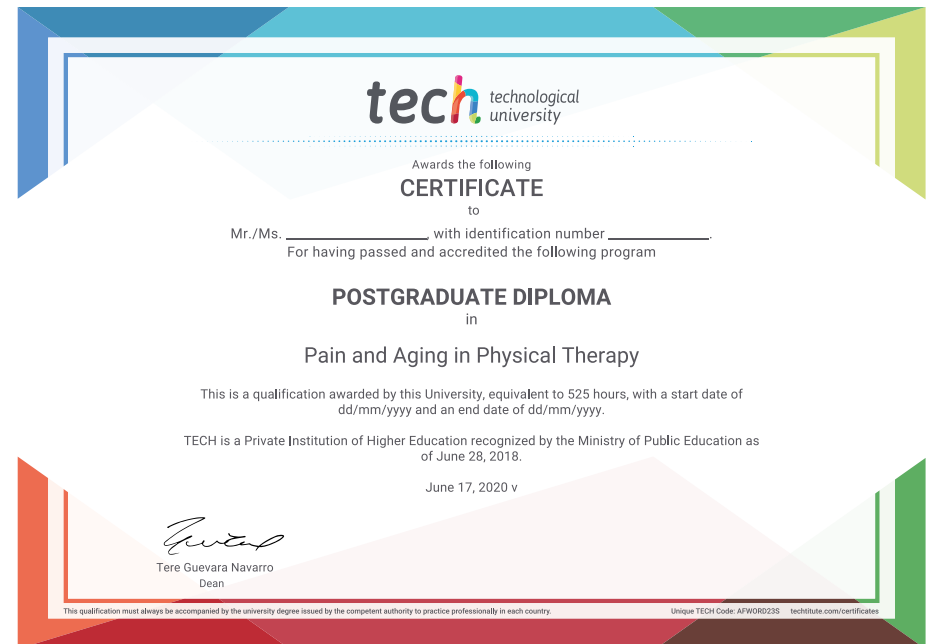 tech technological
university
Awards the following
CERTIFICATE
to
Mr./Ms. ____________________, with identification number ______________.
For having passed and accredited the following program
POSTGRADUATE DIPLOMA
in
Pain and Aging in Physical Therapy
This is a qualification awarded by this University, equivalent to 525 hours, with a start date of
dd/mm/yyyy and an end date of dd/mm/yyyy.
TECH is a Private Institution of Higher Education recognized by the Ministry of Public Education as
of June 28, 2018.
June 17, 2020 v
Tere Guevara Navarro
Dean
This qualification must always be accompanied by the university degree issued by the competent authority to practice professionally in each country.
Unique TECH Code: AFWORD23S techtitute.com/certificates